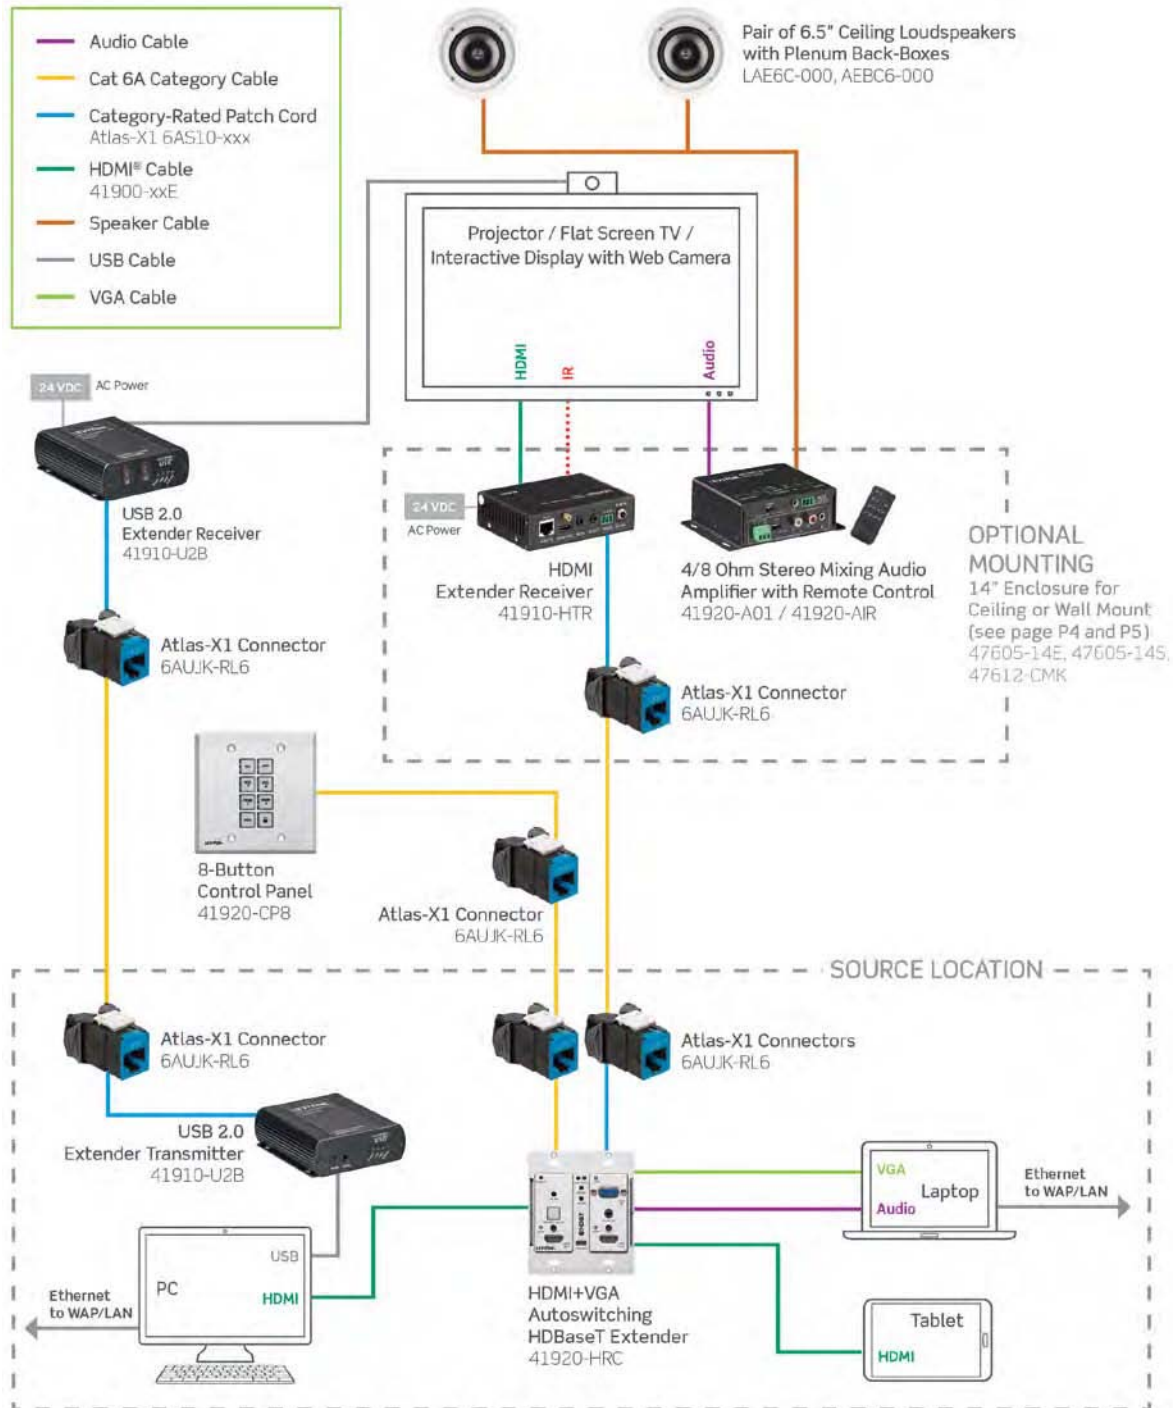 Audio Cable
Cat 6A Category Cable
Category-Rated Patch Cord
Atlas-X1 6AS10-xxx
HDMI® Cable
41900-xxE
Speaker Cable
USB Cable
VGA Cable
Pair of 6.5" Ceiling Loudspeakers
with Plenum Back-Boxes
LAE6C-000, AEBC6-000
Projector / Flat Screen TV /
Interactive Display with Web Camera
HDMI
IR
Audio
24 VDC
AC Power
USB 2.0
Extender Receiver
41910-U2B
24 VDC
AC Power
HDMI
Extender Receiver
41910-HTR
4/8 Ohm Stereo Mixing Audio
Amplifier with Remote Control
41920-A01 / 41920-AIR
OPTIONAL
MOUNTING
14" Enclosure for
Ceiling or Wall Mount
(see page P4 and P5)
47605-14E, 47605-14S,
47612-CMK
Atlas-X1 Connector
6AUJK-RL6
Atlas-X1 Connector
6AUJK-RL6
8-Button
Control Panel
41920-CP8
Atlas-X1 Connector
6AUJK-RL6
SOURCE LOCATION
Atlas-X1 Connector
6AUJK-RL6
Atlas-X1 Connectors
6AUJK-RL6
USB 2.0
Extender Transmitter
41910-U2B
VGA
Laptop
Audio
Ethernet
to WAP/LAN
USB
PC
HDMI
Ethernet
to WAP/LAN
HDMI+VGA
Autoswitching
HDBaseT Extender
41920-HRC
Tablet
HDMI